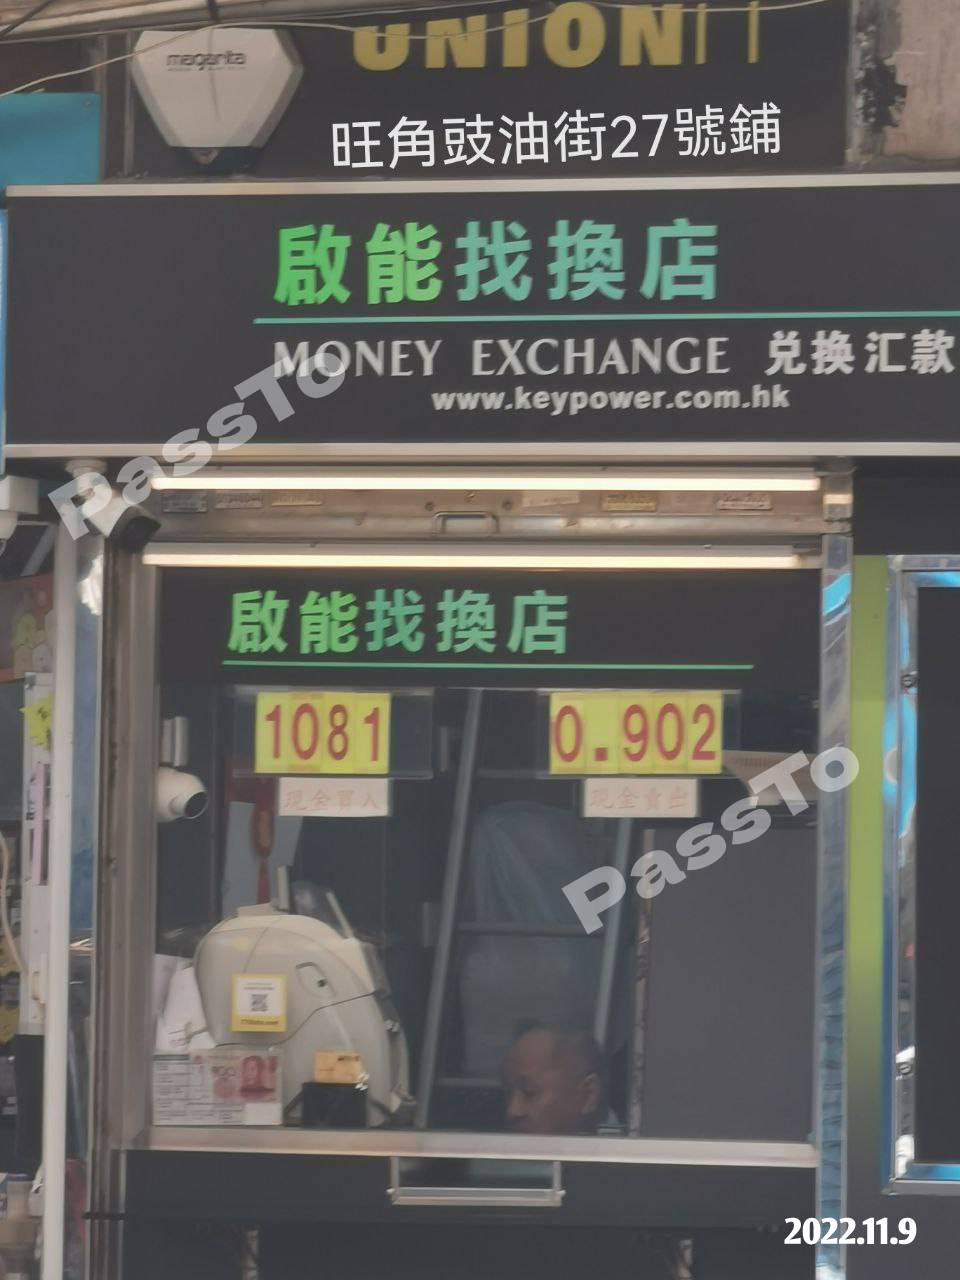 UNION
maganta
旺角豉油街27號鋪
啟能找換店
MONEY EXCHANGE 兑换汇款
www.keypower.com.hk
PassTo
啟能找換店
1081
0.902
現金買入
現金賣出
PassTo
100
2022.11.9